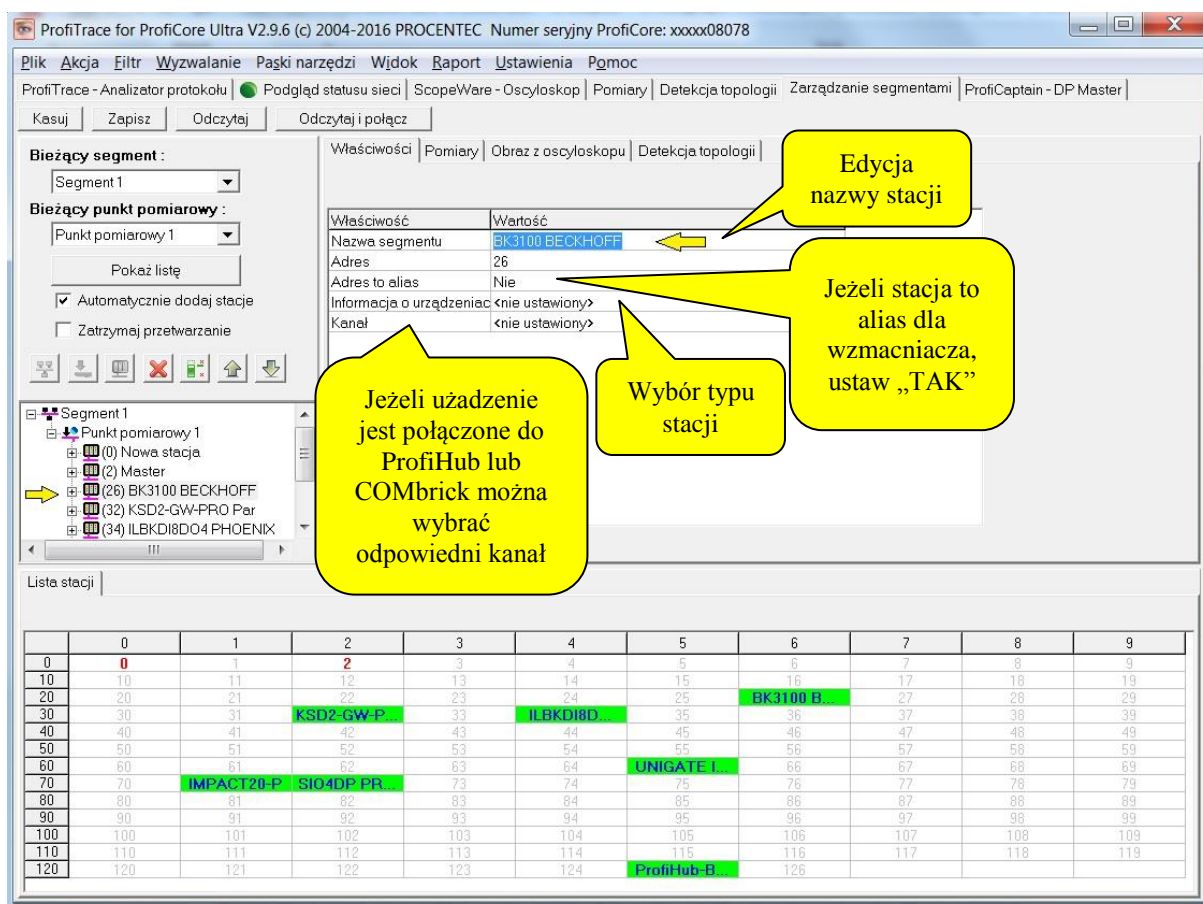 ProfiTrace for ProfiCore Ultra V2.9.6 (c) 2004-2016 PROCENTEC Numer seryjny ProfiCore: xxxxx08078
Plik Akcja Filtr Wyzwalanie Paski narzędzi Widok Raport Ustawienia Pomoc
ProfiTrace - Analizator protokołu Podgląd statusu sieci ScopeWare - Oscyloskop Pomiary Detekcja topologii Zarządzanie segmentami ProfiCaptain - DP Master
Kasuj Zapisz Odczytaj Odczytaj i połącz
Bieżący segment :
Segment 1
Bieżący punkt pomiarowy :
Punkt pomiarowy 1
Pokaż listę
Automatycznie dodaj stacje
Zatrzymaj przetwarzanie
Segment 1
Punkt pomiarowy 1
(0) Nowa stacja
(2) Master
(26) BK3100 BECKHOFF
(32) KSD2-GW-PRO Par
(34) ILBKDI8DO4 PHOENIX
Właściwości Pomiary Obraz z oscyloskopu Detekcja topologii
Właściwość Wartość
Nazwa segmentu BK3100 BECKHOFF
Adres 26
Adres to alias Nie
Informacja o urządzeniac <nie ustawiony>
Kanał <nie ustawiony>
Edycja
nazwy stacji
Jeżeli stacja to
alias dla
wzmacniacza,
ustaw „TAK”
Wybór typu
stacji
Jeżeli użadzenie
jest połączone do
ProfiHub lub
COMbrick można
wybrać
odpowiedni kanał
Lista stacji
0 1 2 3 4 5 6 7 8 9
0 0 1 2 3 4 5 6 7 8 9
10 10 11 12 13 14 15 16 17 18 19
20 20 21 22 23 24 25 BK3100 B... 27 28 29
30 30 31 KSD2-GW-P... 33 ILBKDI8D... 35 36 37 38 39
40 40 41 42 43 44 45 46 47 48 49
50 50 51 52 53 54 55 56 57 58 59
60 60 61 62 63 64 UNIGATE I... 66 67 68 69
70 70 IMPACT20-P SIO4DP PR... 73 74 75 76 77 78 79
80 80 81 82 83 84 85 86 87 88 89
90 90 91 92 93 94 95 96 97 98 99
100 100 101 102 103 104 105 106 107 108 109
110 110 111 112 113 114 115 116 117 118 119
120 120 121 122 123 124 ProfiHub-B... 126